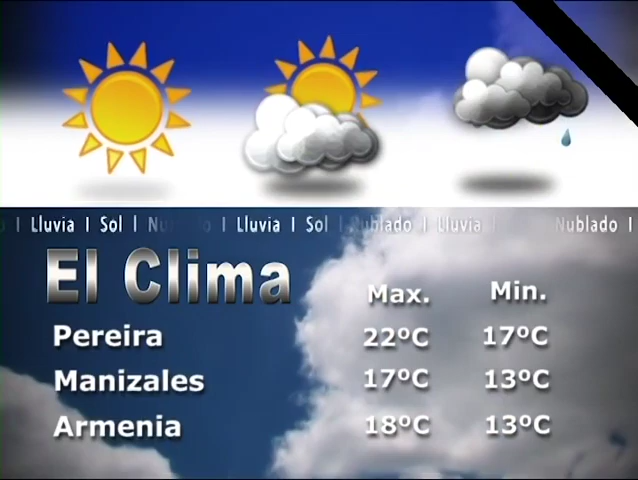 Lluvia I Sol I Nublado I Lluvia I Sol I Nublado I Lluvia I Nublado I
El Clima
Max. Min.
Pereira 22ºC 17ºC
Manizales 17ºC 13ºC
Armenia 18ºC 13ºC